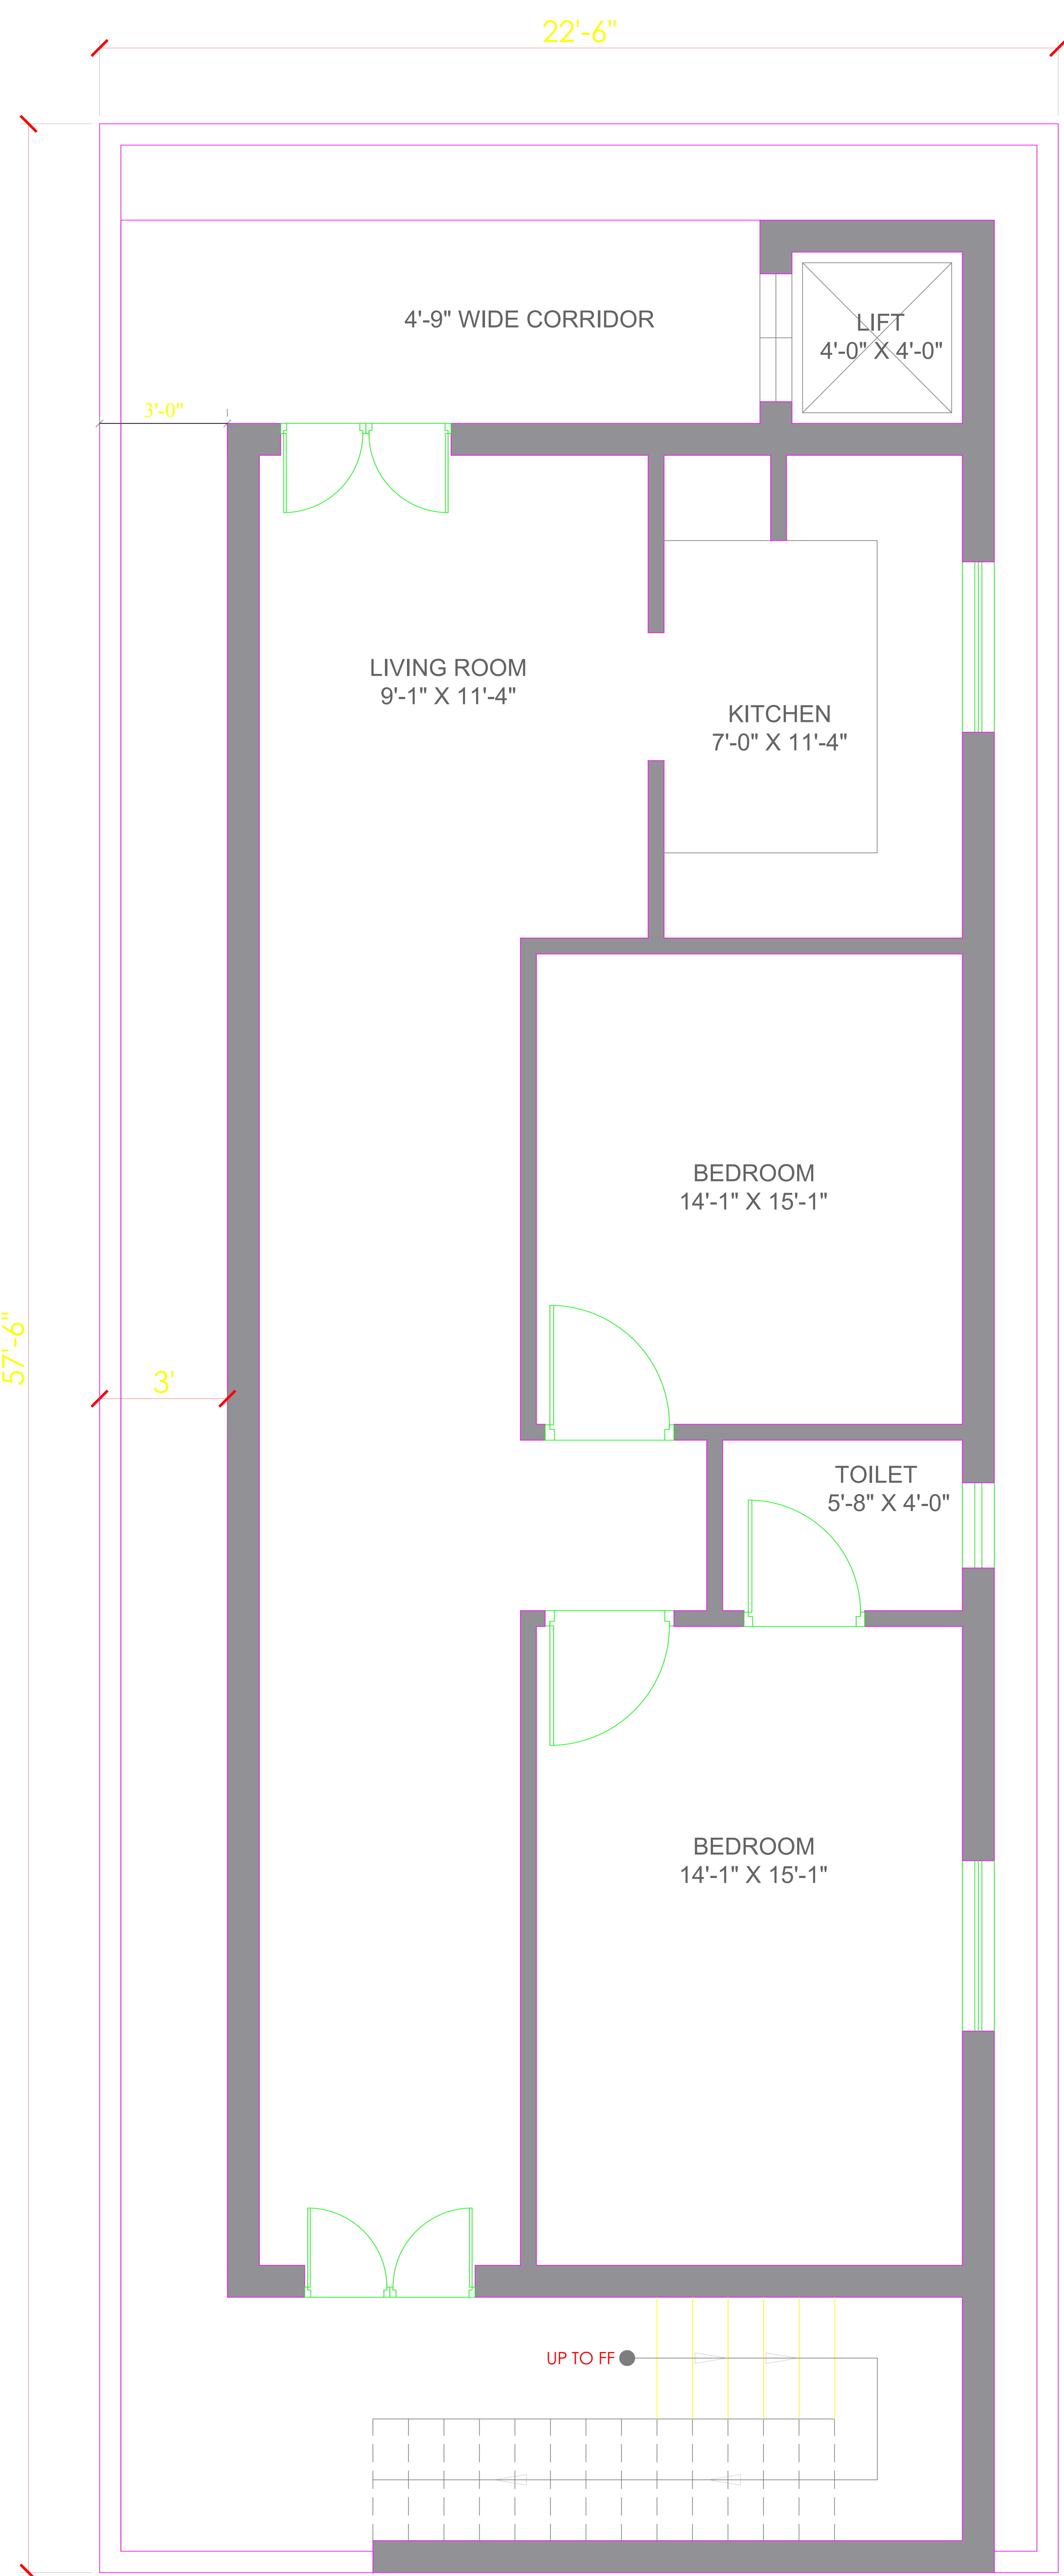 22'-6"
4'-9" WIDE CORRIDOR
LIFT
4'-0" X 4'-0"
3'-0"
LIVING ROOM
9'-1" X 11'-4"
KITCHEN
7'-0" X 11'-4"
BEDROOM
14'-1" X 15'-1"
57'-6"
3'
TOILET
5'-8" X 4'-0"
BEDROOM
14'-1" X 15'-1"
UP TO FF